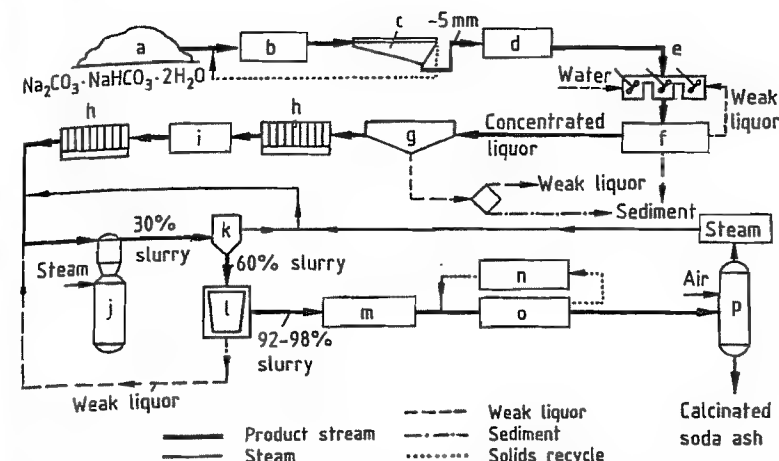 a
b
c
~5 mm
d
e
Na₂CO₃·NaHCO₃·2H₂O
Water
Weak
liquor
h
i
h
g
Concentrated
liquor
f
Weak liquor
Sediment
30%
slurry
k
Steam
Steam
60% slurry
j
l
m
n
o
Air
p
92–98%
slurry
Weak liquor
Calcinated
soda ash
Product stream
Steam
Weak liquor
Sediment
Solids recycle